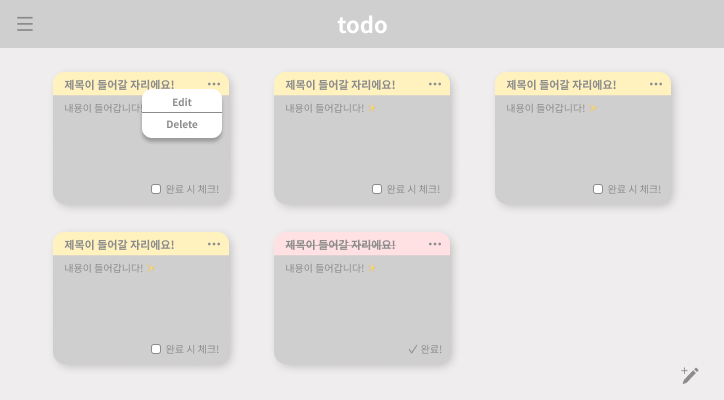 todo
제목이 들어갈 자리에요!
내용이 들어갑니다!
Edit
Delete
완료 시 체크!
제목이 들어갈 자리에요!
내용이 들어갑니다!
완료 시 체크!
제목이 들어갈 자리에요!
내용이 들어갑니다!
완료 시 체크!
제목이 들어갈 자리에요!
내용이 들어갑니다!
완료 시 체크!
제목이 들어갈 자리에요!
내용이 들어갑니다!
완료!